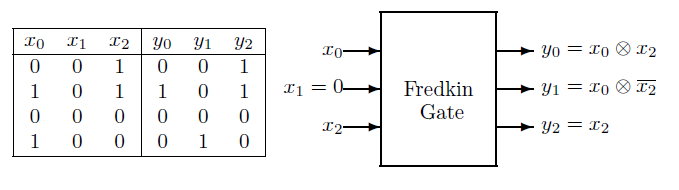 x₀ x₁ x₂ y₀ y₁ y₂
0 0 1 0 0 1
1 0 1 1 0 1
0 0 0 0 0 0
1 0 0 0 1 0
x₀
x₁ = 0
x₂
Fredkin
Gate
y₀ = x₀ ⊗ x₂
y₁ = x₀ ⊗ x̅₂
y₂ = x₂